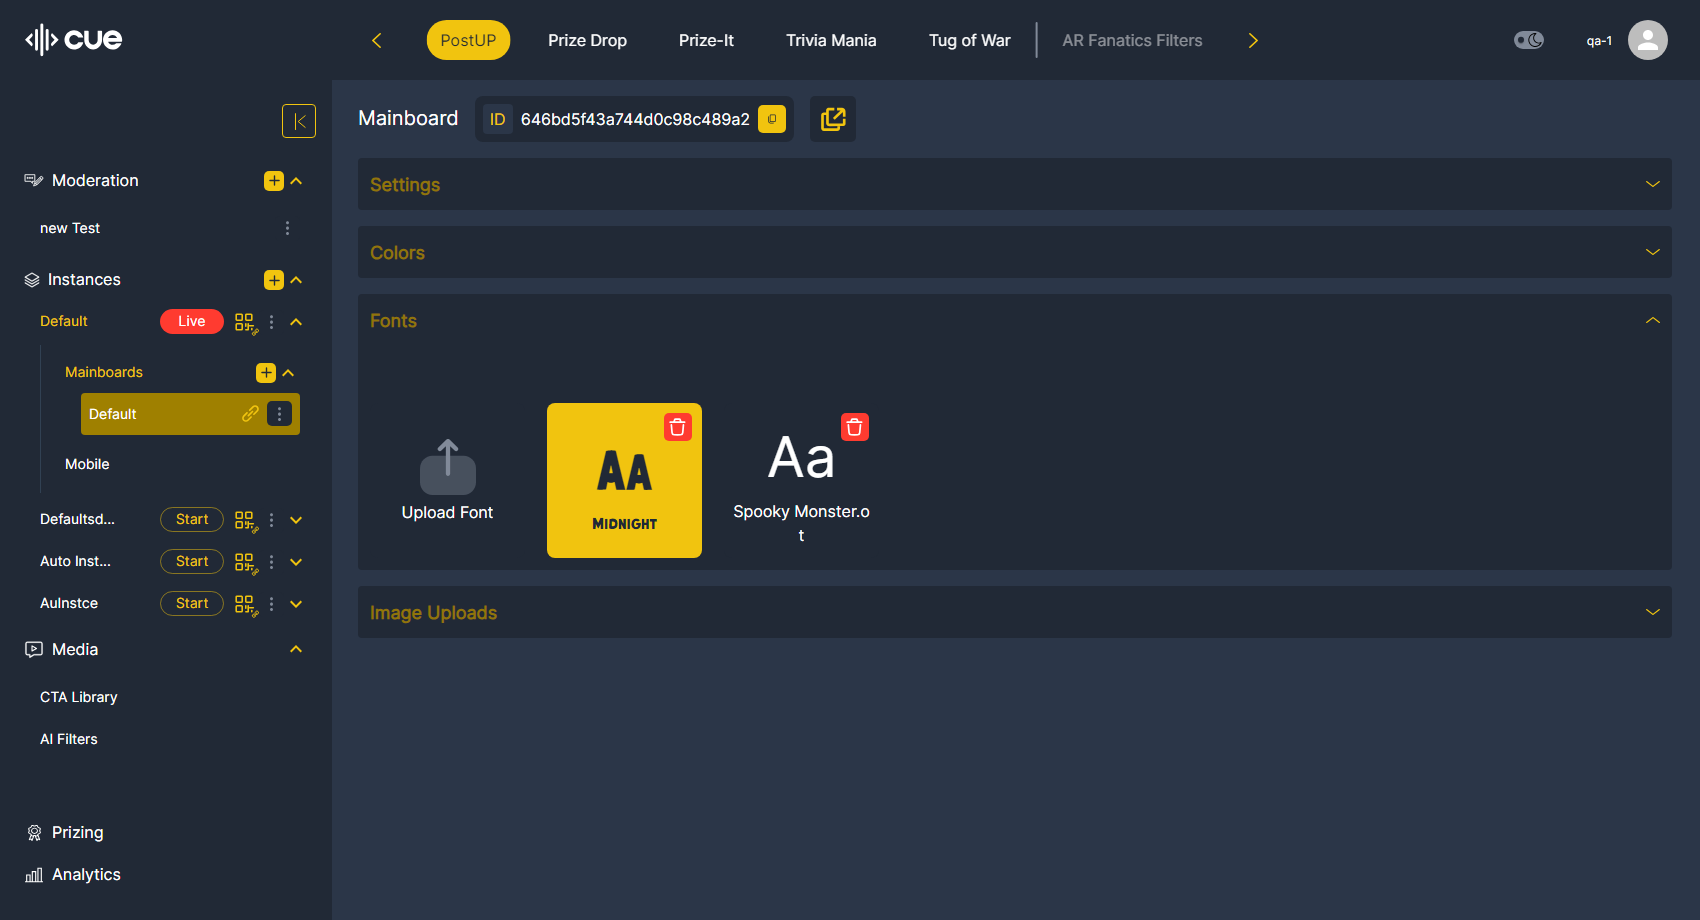 cue
PostUP
Prize Drop
Prize-It
Trivia Mania
Tug of War
AR Fanatics Filters
qa-1
Moderation
new Test
Instances
Default
Live
Mainboards
Default
Mobile
Defaultsd...
Start
Auto Inst...
Start
AuInstce
Start
Media
CTA Library
AI Filters
Prizing
Analytics
Mainboard
ID
646bd5f43a744d0c98c489a2
Settings
Colors
Fonts
Upload Font
Aa
Midnight
Aa
Spooky Monster.o
t
Image Uploads